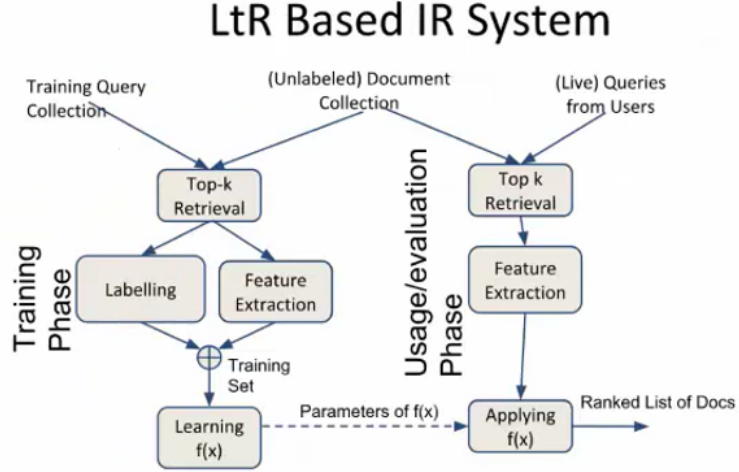 LtR Based IR System
Training Query
Collection
(Unlabeled) Document
Collection
(Live) Queries
from Users
Top-k
Retrieval
Top k
Retrieval
Training
Phase
Labelling
Feature
Extraction
Usage/evaluation
Phase
Feature
Extraction
Training
Set
Learning
f(x)
Parameters of f(x)
Applying
f(x)
Ranked List of Docs